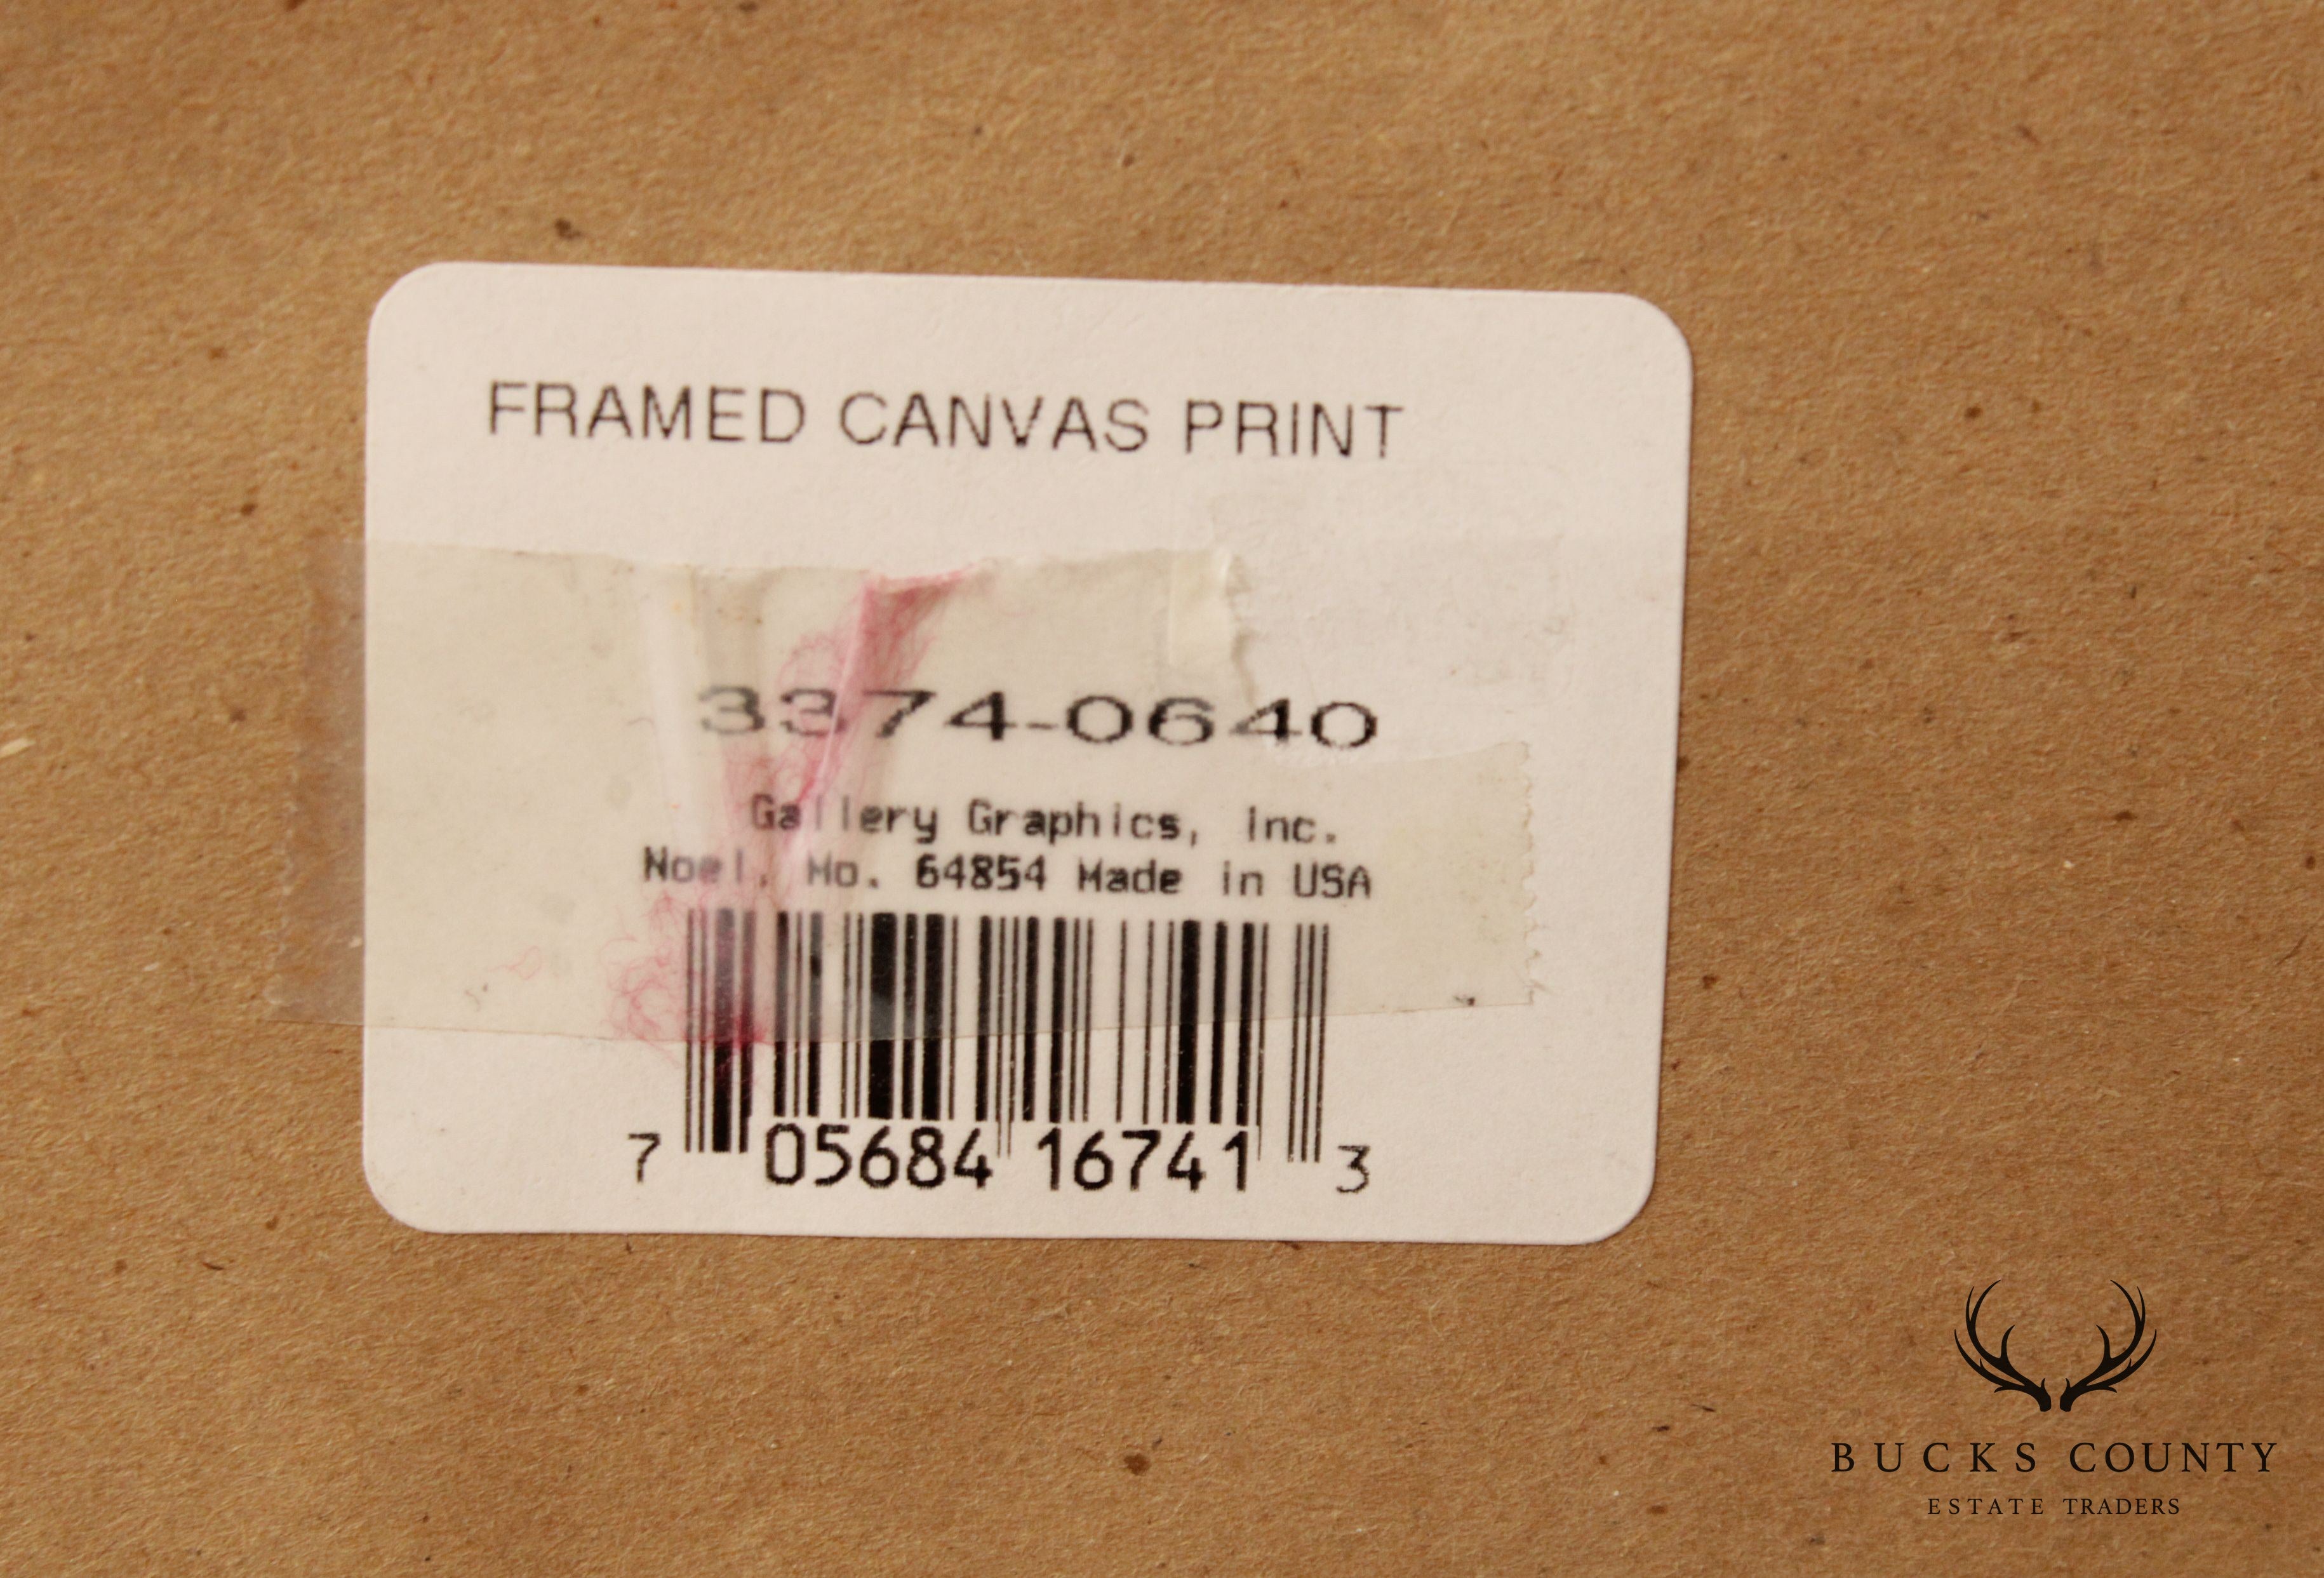 FRAMED CANVAS PRINT
3374-0640
Gallery Graphics, Inc.
Noel, Mo. 64854 Made in USA
7 05684 16741 3
BUCKS COUNTY
ESTATE TRADERS